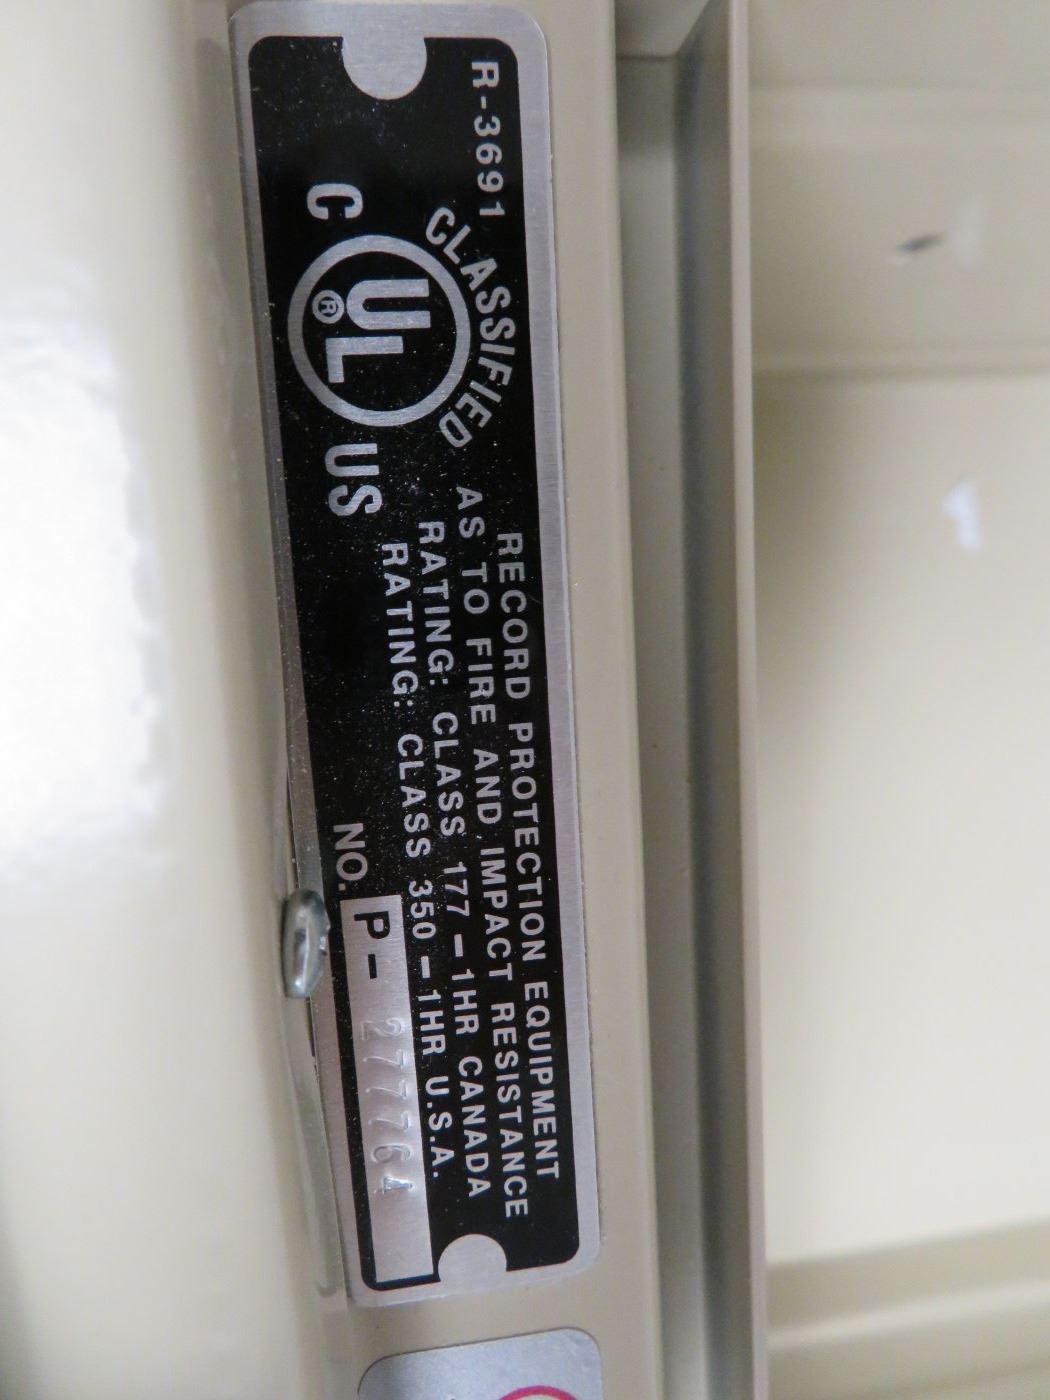 R-3691
CLASSIFIED
C UL® US
RECORD PROTECTION EQUIPMENT
AS TO FIRE AND IMPACT RESISTANCE
RATING: CLASS 177-1HR CANADA
RATING: CLASS 350-1HR U.S.A.
NO. P- 277764